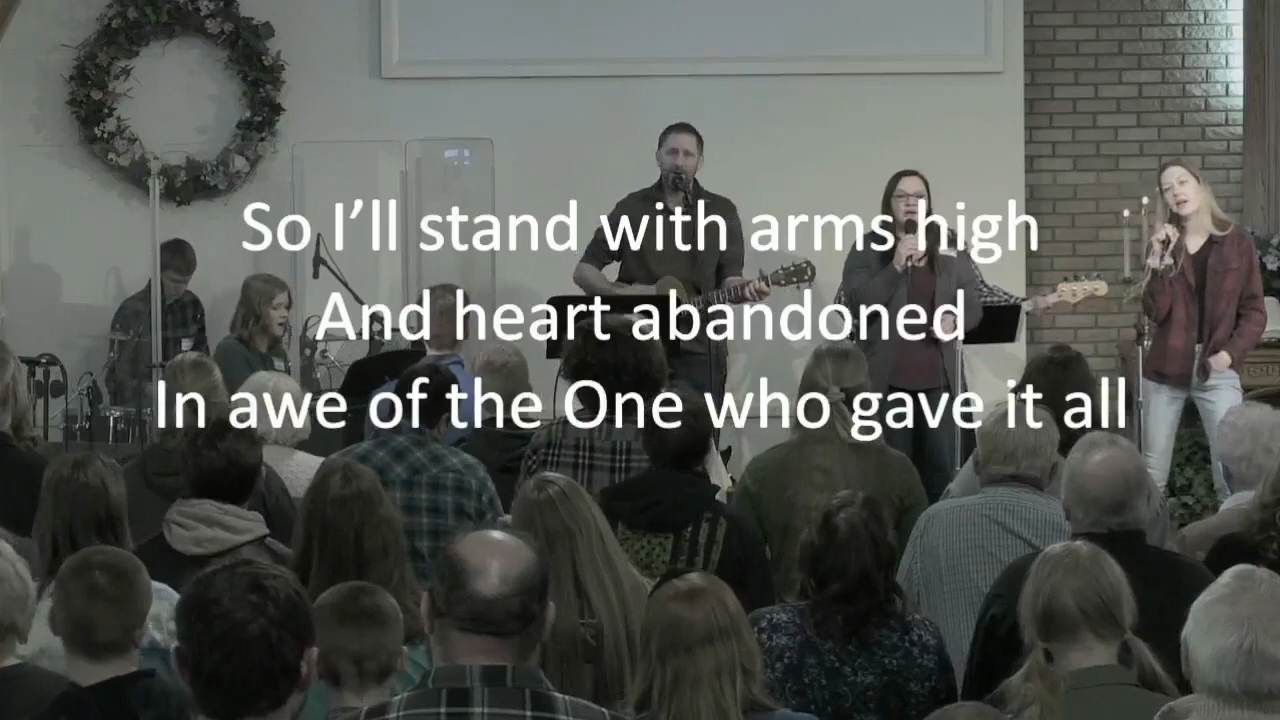 So I’ll stand with arms high
And heart abandoned
In awe of the One who gave it all